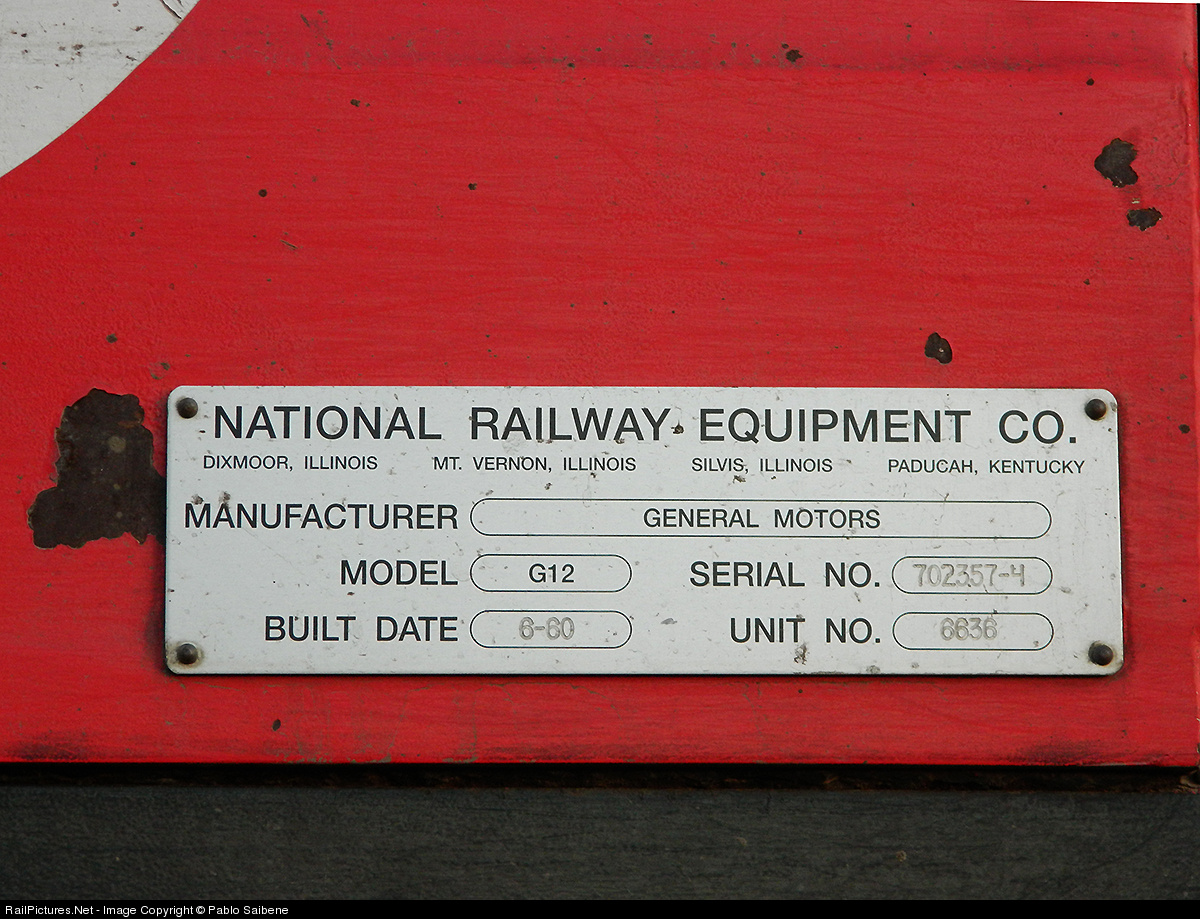 NATIONAL RAILWAY EQUIPMENT CO.
DIXMOOR, ILLINOIS MT. VERNON, ILLINOIS SILVIS, ILLINOIS PADUCAH, KENTUCKY
MANUFACTURER GENERAL MOTORS
MODEL G12 SERIAL NO. 702357-4
BUILT DATE 6-60 UNIT NO. 6636
RailPictures.Net - Image Copyright © Pablo Saibene